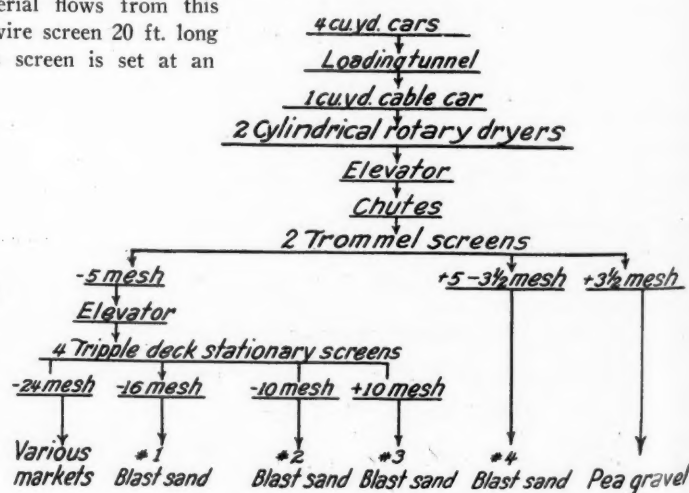 erial flows from this
wire screen 20 ft. long
screen is set at an
4 cu.yd. cars
Loading tunnel
1 cu.yd. cable car
2 Cylindrical rotary dryers
Elevator
Chutes
2 Trommel screens
-5 mesh
+5 -3½ mesh
+3½ mesh
Elevator
4 Tripple deck stationary screens
-24 mesh
-16 mesh
-10 mesh
+10 mesh
Various
markets
#1
Blast sand
#2
Blast sand
#3
Blast sand
#4
Blast sand
Pea gravel